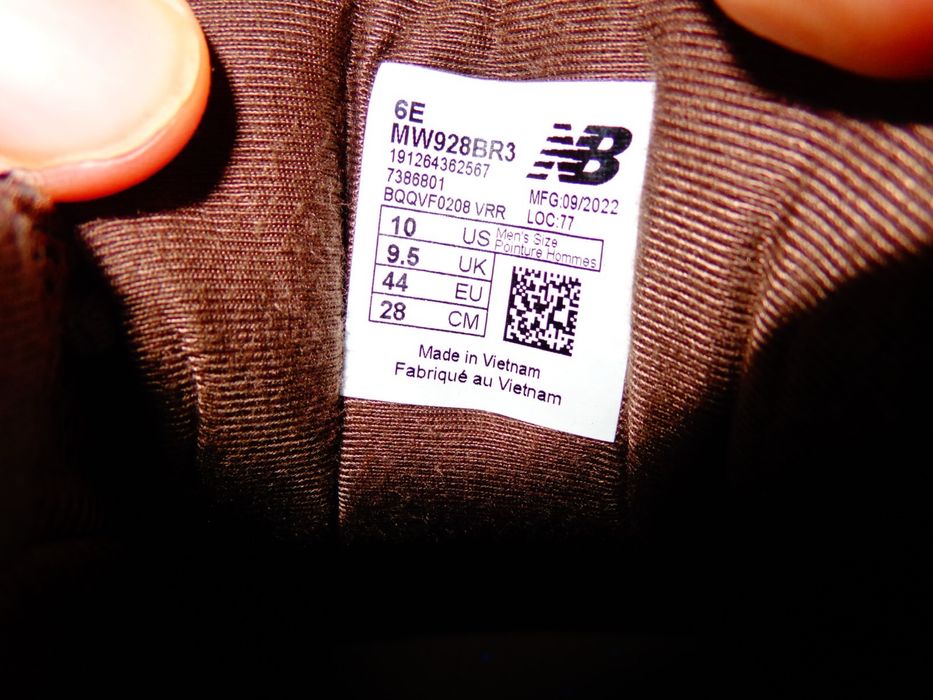 6E
MW928BR3
191264362567
7386801
BQQVF0208 VRR
NB
MFG:09/2022
LOC:77
10 US Men's Size
Pointure Hommes
9.5 UK
44 EU
28 CM
Made in Vietnam
Fabriqué au Vietnam